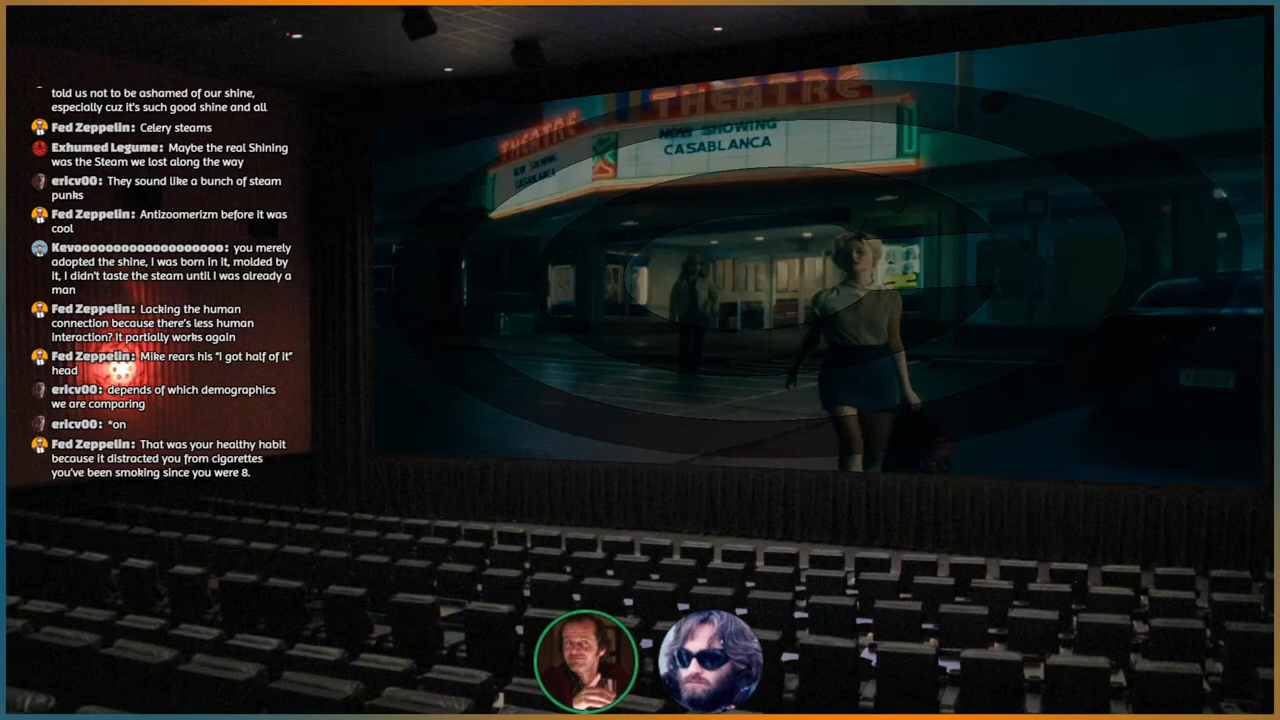 told us not to be ashamed of our shine,
especially cuz it's such good shine and all
Fed Zeppelin: Celery steams
Exhumed Legume: Maybe the real Shining
was the Steam we lost along the way
ericv00: They sound like a bunch of steam
punks
Fed Zeppelin: Antizoomerizm before it was
cool
Kevooooooooooooooooooo: you merely
adopted the shine, I was born in it, molded by
it, I didn't taste the steam until I was already a
man
Fed Zeppelin: Lacking the human
connection because there's less human
interaction? It partially works again
Fed Zeppelin: Mike rears his "I got half of it"
head
ericv00: depends of which demographics
we are comparing
ericv00: *on
Fed Zeppelin: That was your healthy habit
because it distracted you from cigarettes
you've been smoking since you were 8.
THEATRE
THEATRE
NOW SHOWING
CASABLANCA
NOW SHOWING
CASABLANCA